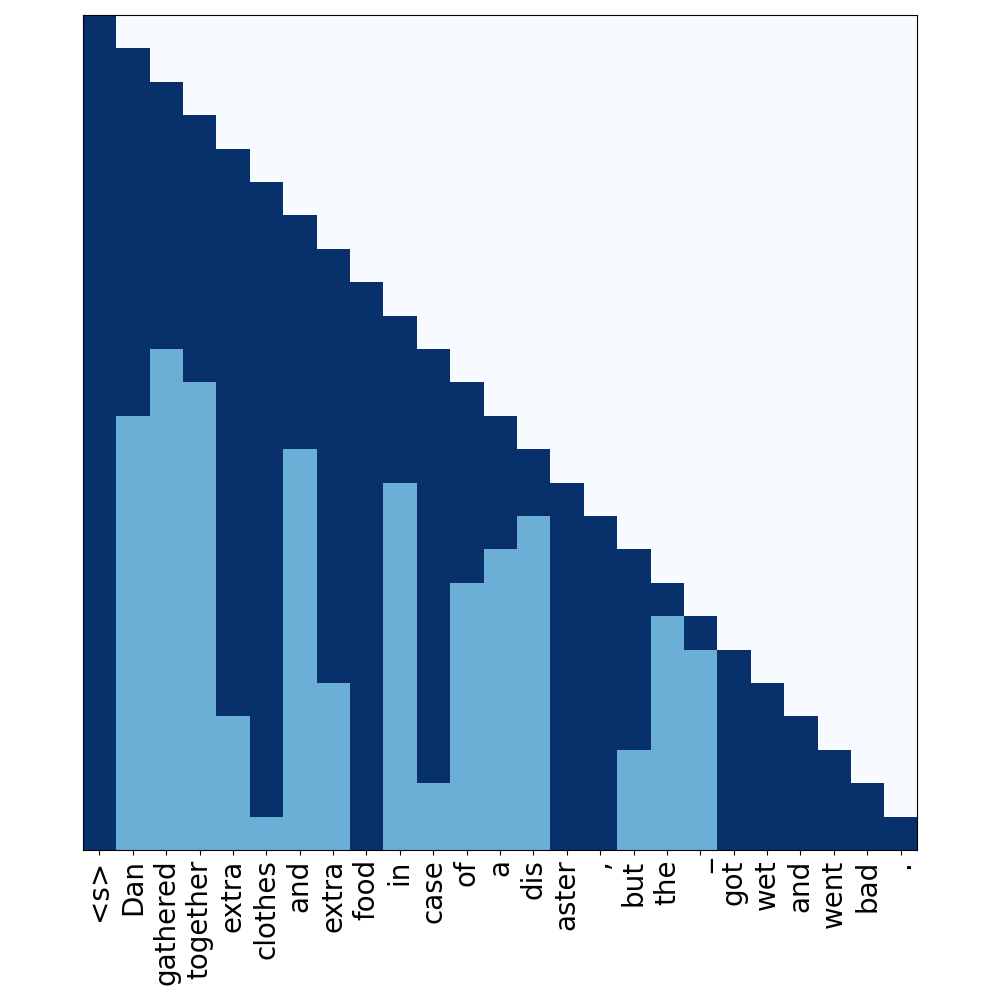 <s>
Dan
gathered
together
extra
clothes
and
extra
food
in
case
of
a
dis
aster
,
but
the
_
got
wet
and
went
bad
.